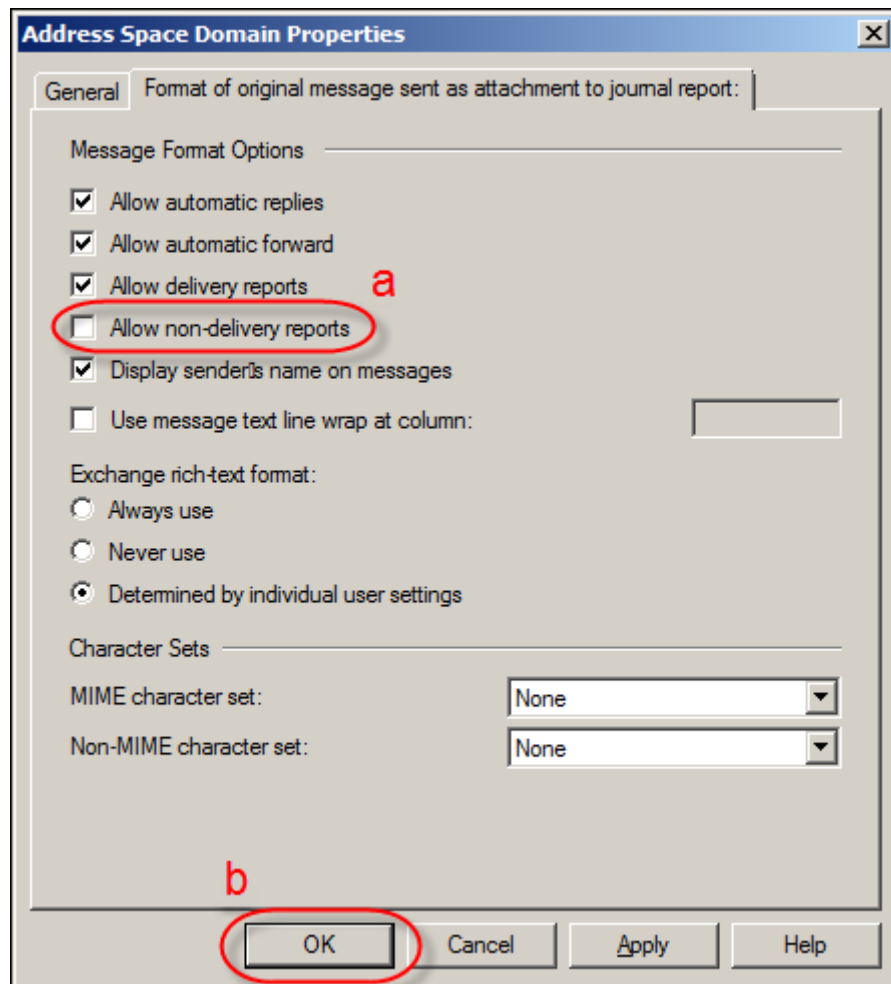 Address Space Domain Properties
General
Format of original message sent as attachment to journal report:
Message Format Options
Allow automatic replies
Allow automatic forward
Allow delivery reports
a
Allow non-delivery reports
Display sender▯s name on messages
Use message text line wrap at column:
Exchange rich-text format:
Always use
Never use
Determined by individual user settings
Character Sets
MIME character set:
None
Non-MIME character set:
None
b
OK
Cancel
Apply
Help